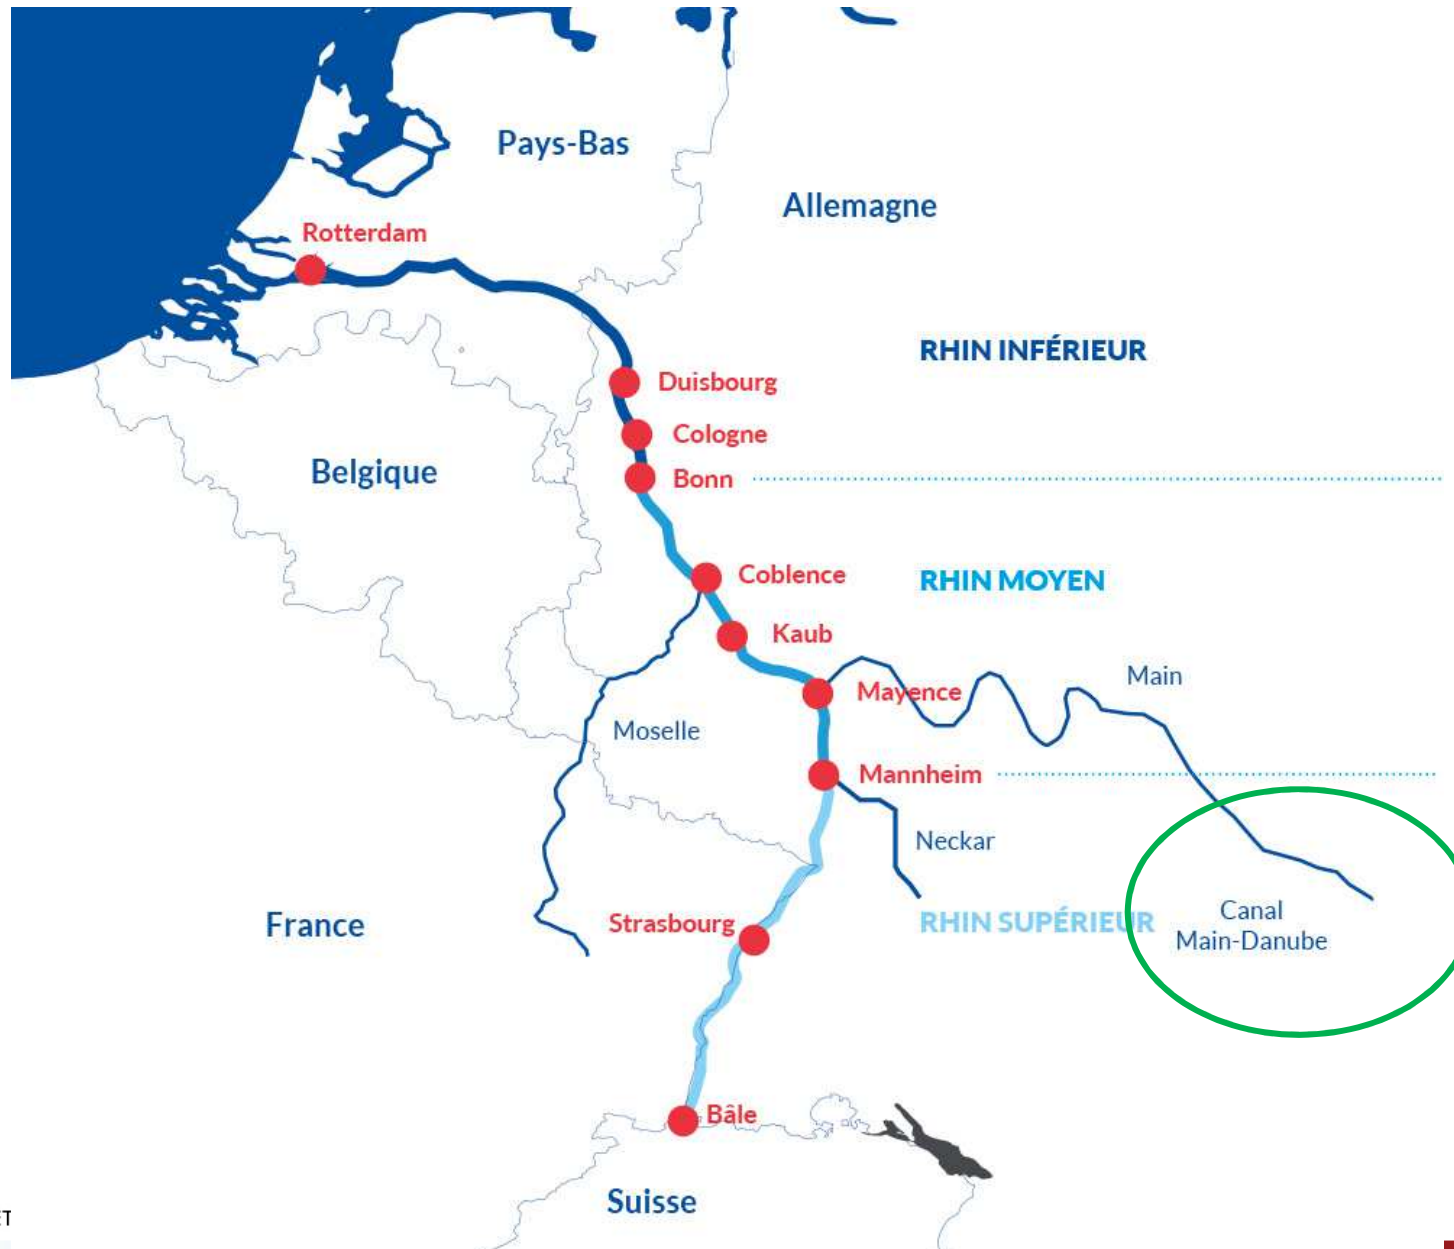 Pays-Bas
Allemagne
Rotterdam
RHIN INFÉRIEUR
Duisbourg
Cologne
Belgique
Bonn
Coblence
RHIN MOYEN
Kaub
Main
Mayence
Moselle
Mannheim
Neckar
France
Strasbourg
RHIN SUPÉRIEUR
Canal
Main-Danube
Bâle
Suisse
ET